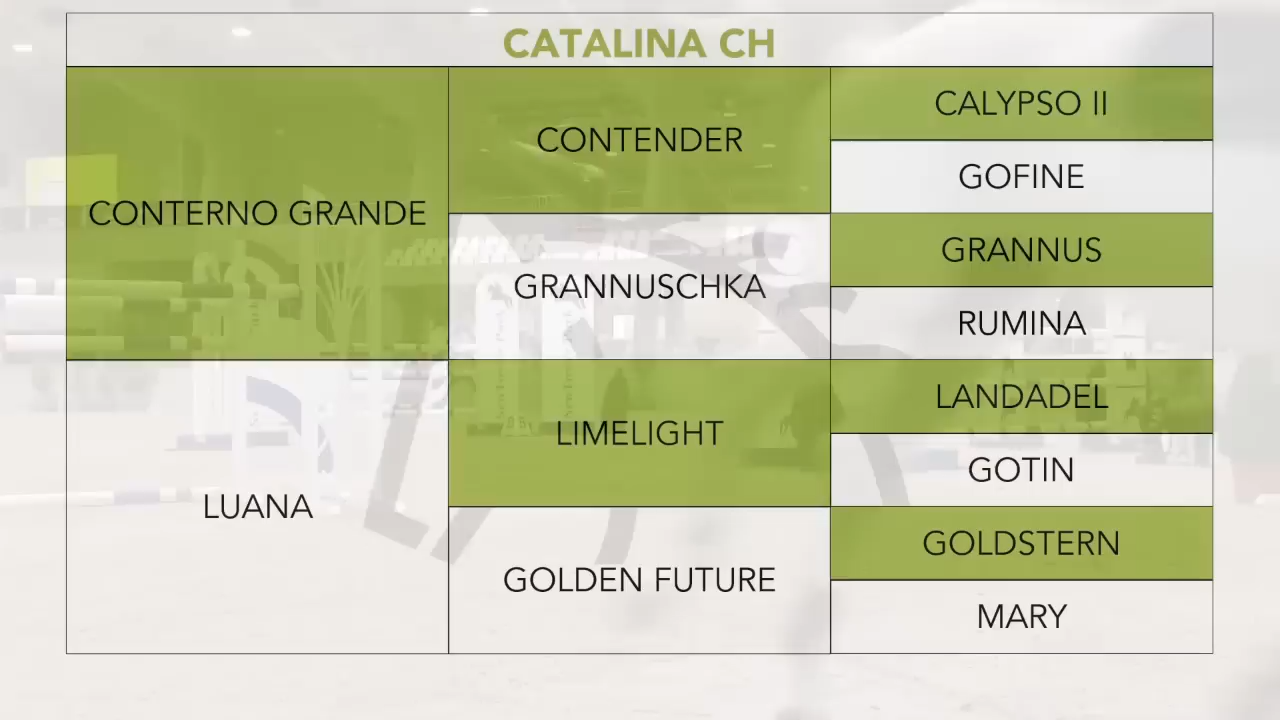 CATALINA CH
CONTERNO GRANDE
CONTENDER
CALYPSO II
GOFINE
GRANNUSCHKA
GRANNUS
RUMINA
LUANA
LIMELIGHT
LANDADEL
GOTIN
GOLDEN FUTURE
GOLDSTERN
MARY